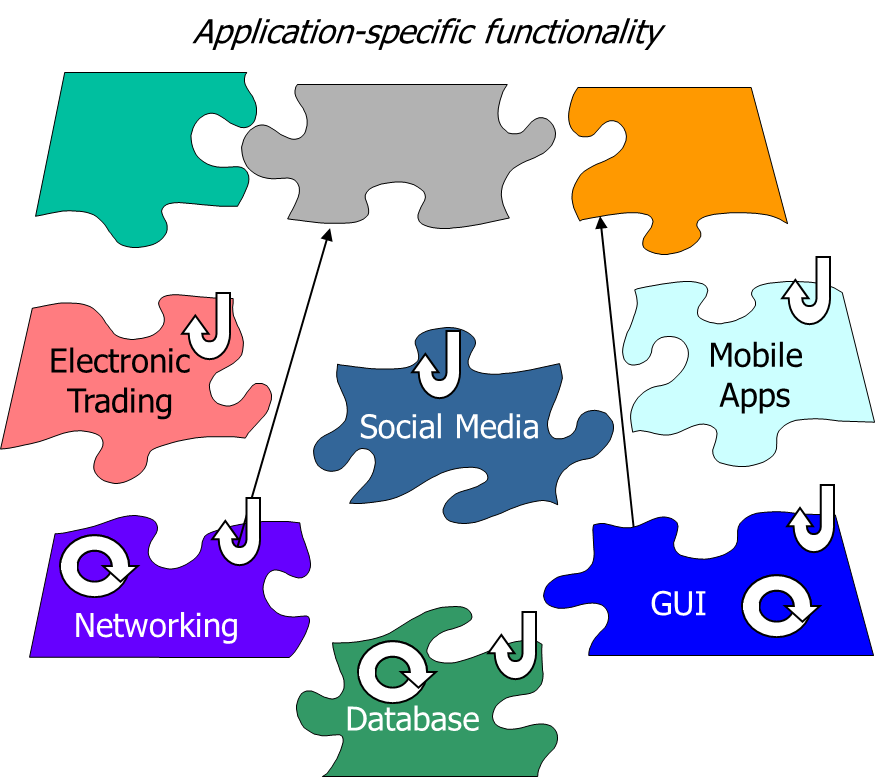 Application-specific functionality
Electronic
Trading
Social Media
Mobile
Apps
Networking
GUI
Database